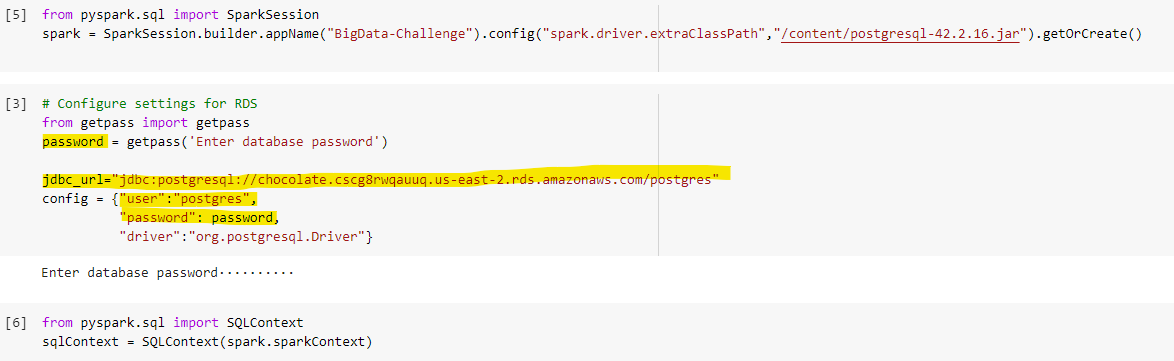 [5] from pyspark.sql import SparkSession
spark = SparkSession.builder.appName("BigData-Challenge").config("spark.driver.extraClassPath","/content/postgresql-42.2.16.jar").getOrCreate()
[3] # Configure settings for RDS
from getpass import getpass
password = getpass('Enter database password')
jdbc_url="jdbc:postgresql://chocolate.cscg8rwqauuq.us-east-2.rds.amazonaws.com/postgres"
config = {"user":"postgres",
"password": password,
"driver":"org.postgresql.Driver"}
Enter database password··········
[6] from pyspark.sql import SQLContext
sqlContext = SQLContext(spark.sparkContext)